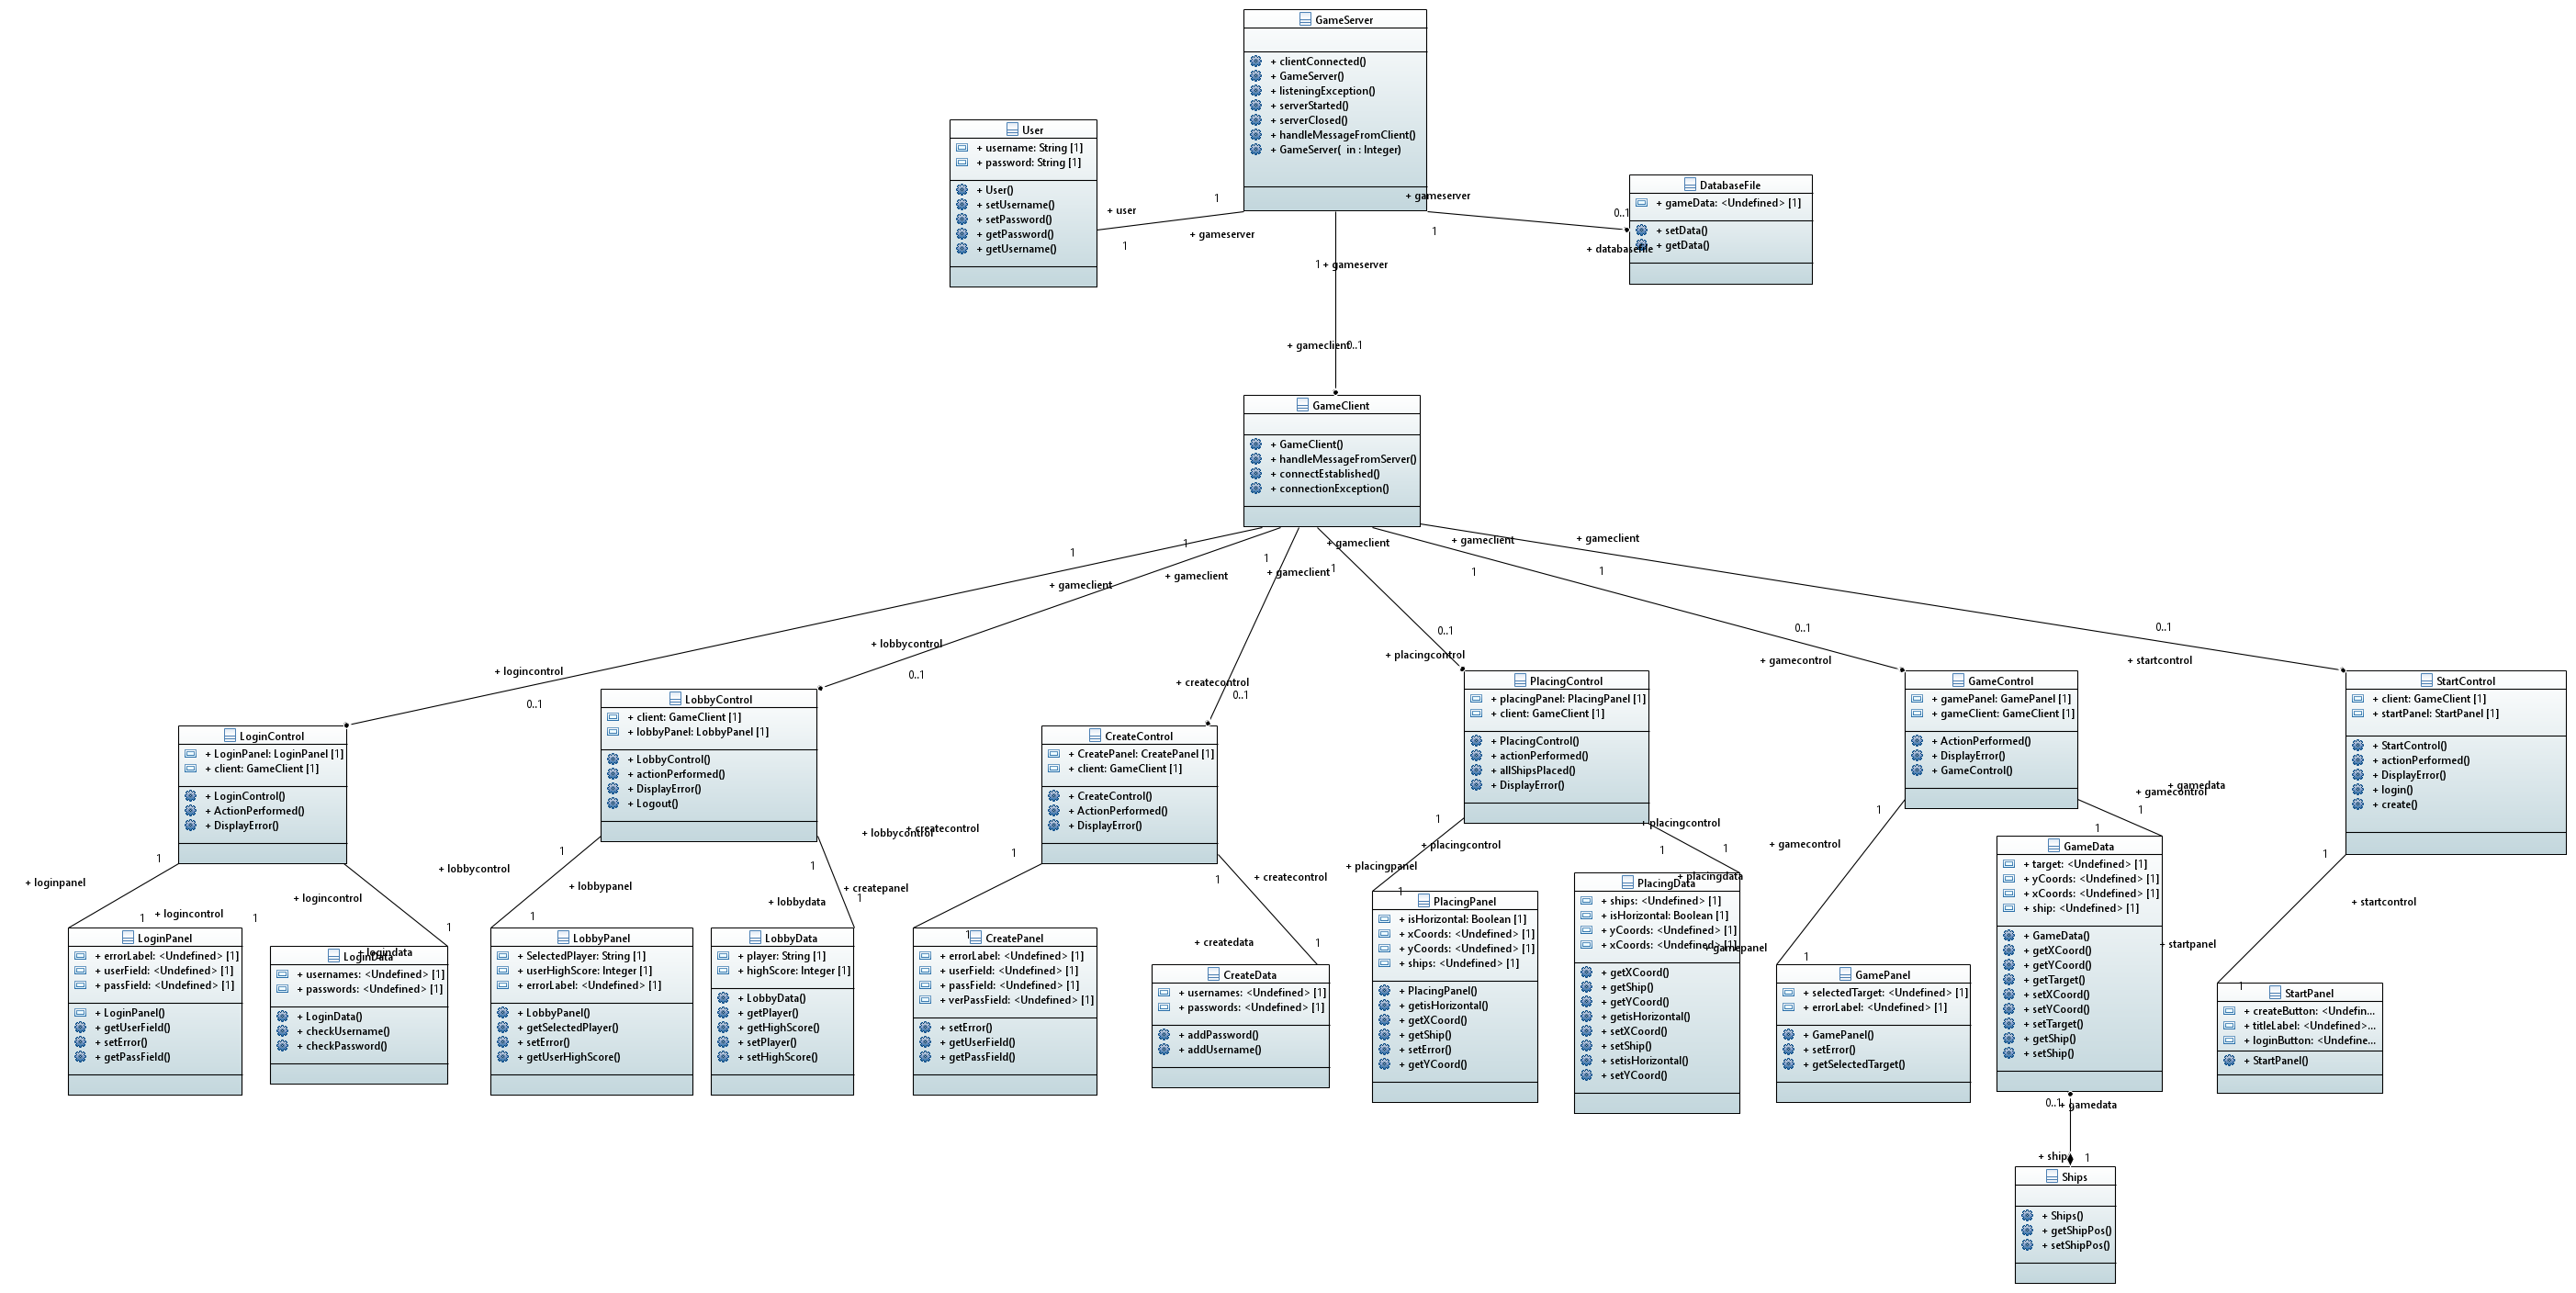 GameServer
+ clientConnected()
+ GameServer()
+ listeningException()
+ serverStarted()
+ serverClosed()
+ handleMessageFromClient()
+ GameServer(  in : Integer)
User
+ username: String [1]
+ password: String [1]
+ User()
+ setUsername()
+ setPassword()
+ getPassword()
+ getUsername()
DatabaseFile
+ gameData: <Undefined> [1]
+ setData()
+ getData()
+ user
1
1
+ gameserver
+ gameserver
1
0..1
+ databasefile
1
+ gameserver
+ gameclient
0..1
GameClient
+ GameClient()
+ handleMessageFromServer()
+ connectEstablished()
+ connectionException()
1
+ gameclient
1
+ gameclient
1
+ gameclient
1
+ gameclient
1
+ gameclient
1
+ gameclient
+ logincontrol
0..1
+ lobbycontrol
0..1
+ createcontrol
0..1
+ placingcontrol
0..1
+ gamecontrol
0..1
+ startcontrol
0..1
LoginControl
+ LoginPanel: LoginPanel [1]
+ client: GameClient [1]
+ LoginControl()
+ ActionPerformed()
+ DisplayError()
LobbyControl
+ client: GameClient [1]
+ lobbyPanel: LobbyPanel [1]
+ LobbyControl()
+ actionPerformed()
+ DisplayError()
+ Logout()
CreateControl
+ CreatePanel: CreatePanel [1]
+ client: GameClient [1]
+ CreateControl()
+ ActionPerformed()
+ DisplayError()
PlacingControl
+ placingPanel: PlacingPanel [1]
+ client: GameClient [1]
+ PlacingControl()
+ actionPerformed()
+ allShipsPlaced()
+ DisplayError()
GameControl
+ gamePanel: GamePanel [1]
+ gameClient: GameClient [1]
+ ActionPerformed()
+ DisplayError()
+ GameControl()
StartControl
+ client: GameClient [1]
+ startPanel: StartPanel [1]
+ StartControl()
+ actionPerformed()
+ DisplayError()
+ login()
+ create()
1
+ loginpanel
1
+ logincontrol
1
+ logincontrol
1
+ logindata
+ lobbycontrol
1
+ lobbypanel
1
+ lobbycontrol
1
+ lobbydata
1
+ createcontrol
1
+ createpanel
1
1
+ createcontrol
+ createdata
1
1
+ placingcontrol
+ placingpanel
1
+ placingcontrol
1
1
+ placingdata
1
+ gamecontrol
+ gamepanel
1
+ gamecontrol
+ gamedata
1
1
1
+ startcontrol
+ startpanel
1
LoginPanel
+ errorLabel: <Undefined> [1]
+ userField: <Undefined> [1]
+ passField: <Undefined> [1]
+ LoginPanel()
+ getUserField()
+ setError()
+ getPassField()
LoginData
+ usernames: <Undefined> [1]
+ passwords: <Undefined> [1]
+ LoginData()
+ checkUsername()
+ checkPassword()
LobbyPanel
+ SelectedPlayer: String [1]
+ userHighScore: Integer [1]
+ errorLabel: <Undefined> [1]
+ LobbyPanel()
+ getSelectedPlayer()
+ setError()
+ getUserHighScore()
LobbyData
+ player: String [1]
+ highScore: Integer [1]
+ LobbyData()
+ getPlayer()
+ getHighScore()
+ setPlayer()
+ setHighScore()
CreatePanel
+ errorLabel: <Undefined> [1]
+ userField: <Undefined> [1]
+ passField: <Undefined> [1]
+ verPassField: <Undefined> [1]
+ setError()
+ getUserField()
+ getPassField()
CreateData
+ usernames: <Undefined> [1]
+ passwords: <Undefined> [1]
+ addPassword()
+ addUsername()
PlacingPanel
+ isHorizontal: Boolean [1]
+ xCoords: <Undefined> [1]
+ yCoords: <Undefined> [1]
+ ships: <Undefined> [1]
+ PlacingPanel()
+ getisHorizontal()
+ getXCoord()
+ getShip()
+ setError()
+ getYCoord()
PlacingData
+ ships: <Undefined> [1]
+ isHorizontal: Boolean [1]
+ yCoords: <Undefined> [1]
+ xCoords: <Undefined> [1]
+ getXCoord()
+ getShip()
+ getYCoord()
+ getisHorizontal()
+ setXCoord()
+ setShip()
+ setisHorizontal()
+ setYCoord()
GamePanel
+ selectedTarget: <Undefined> [1]
+ errorLabel: <Undefined> [1]
+ GamePanel()
+ setError()
+ getSelectedTarget()
GameData
+ target: <Undefined> [1]
+ yCoords: <Undefined> [1]
+ xCoords: <Undefined> [1]
+ ship: <Undefined> [1]
+ GameData()
+ getXCoord()
+ getYCoord()
+ getTarget()
+ setXCoord()
+ setYCoord()
+ setTarget()
+ getShip()
+ setShip()
StartPanel
+ createButton: <Undefin...
+ titleLabel: <Undefined>...
+ loginButton: <Undefine...
+ StartPanel()
0..1
+ gamedata
+ ship
1
Ships
+ Ships()
+ getShipPos()
+ setShipPos()